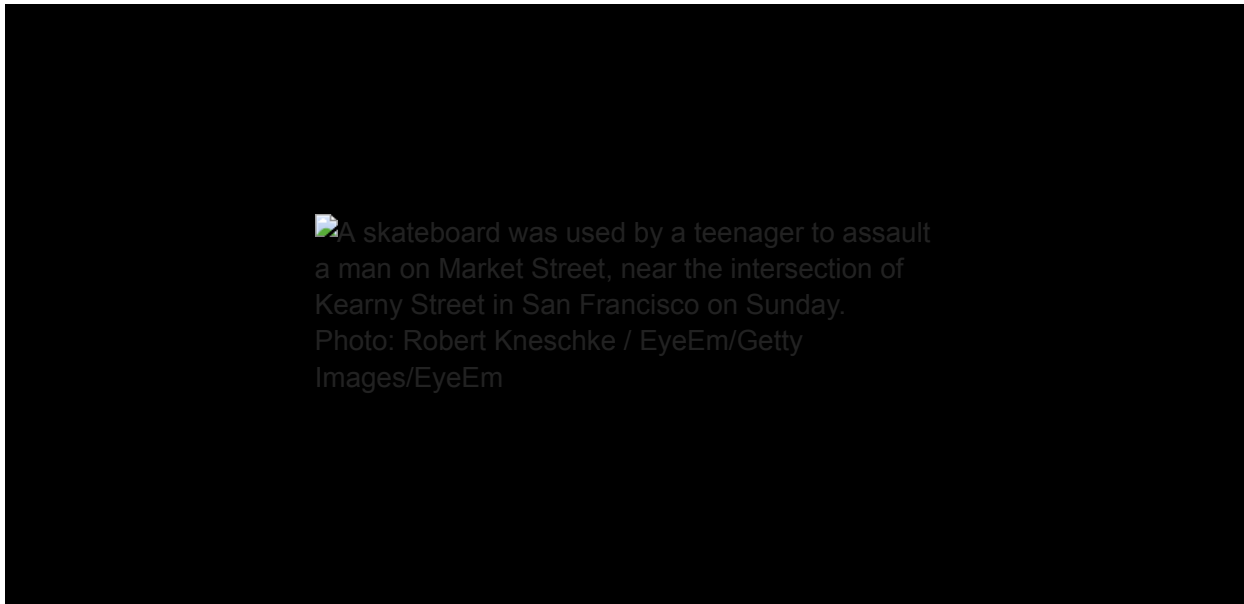 A skateboard was used by a teenager to assault
a man on Market Street, near the intersection of
Kearny Street in San Francisco on Sunday.
Photo: Robert Kneschke / EyeEm/Getty
Images/EyeEm